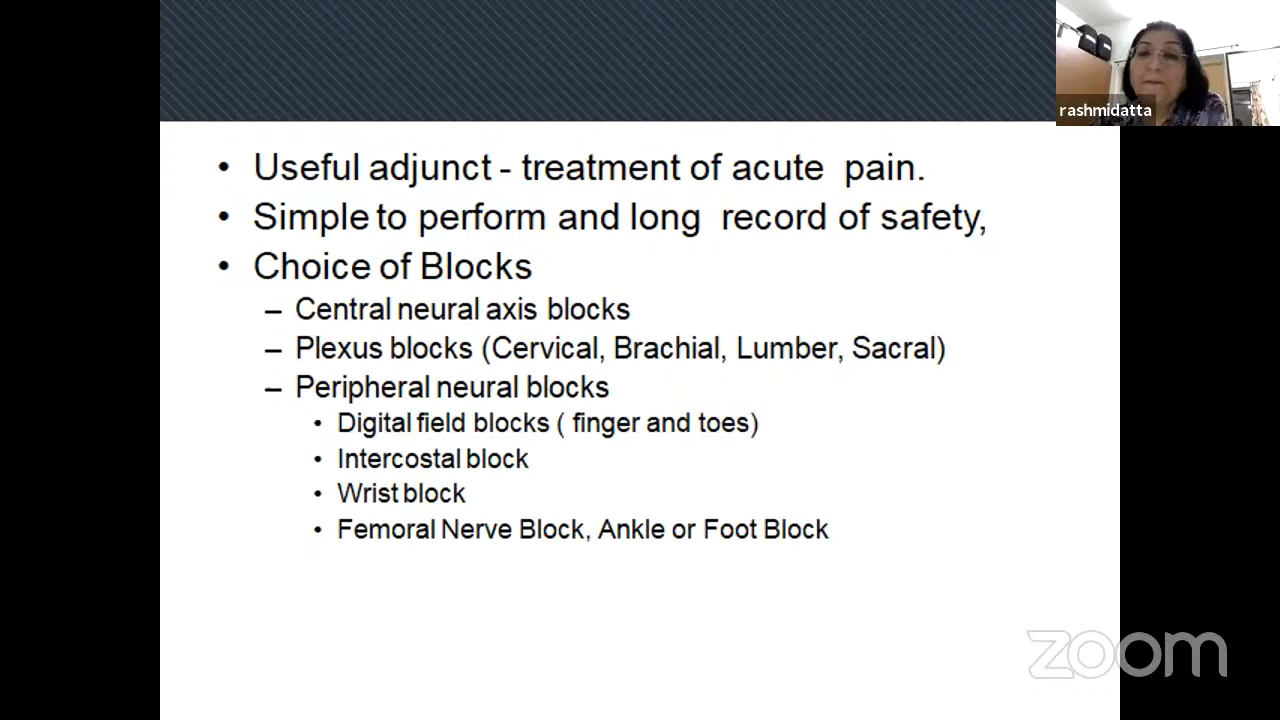 rashmidatta
• Useful adjunct - treatment of acute pain.
• Simple to perform and long record of safety,
• Choice of Blocks
– Central neural axis blocks
– Plexus blocks (Cervical, Brachial, Lumber, Sacral)
– Peripheral neural blocks
• Digital field blocks ( finger and toes)
• Intercostal block
• Wrist block
• Femoral Nerve Block, Ankle or Foot Block
zoom